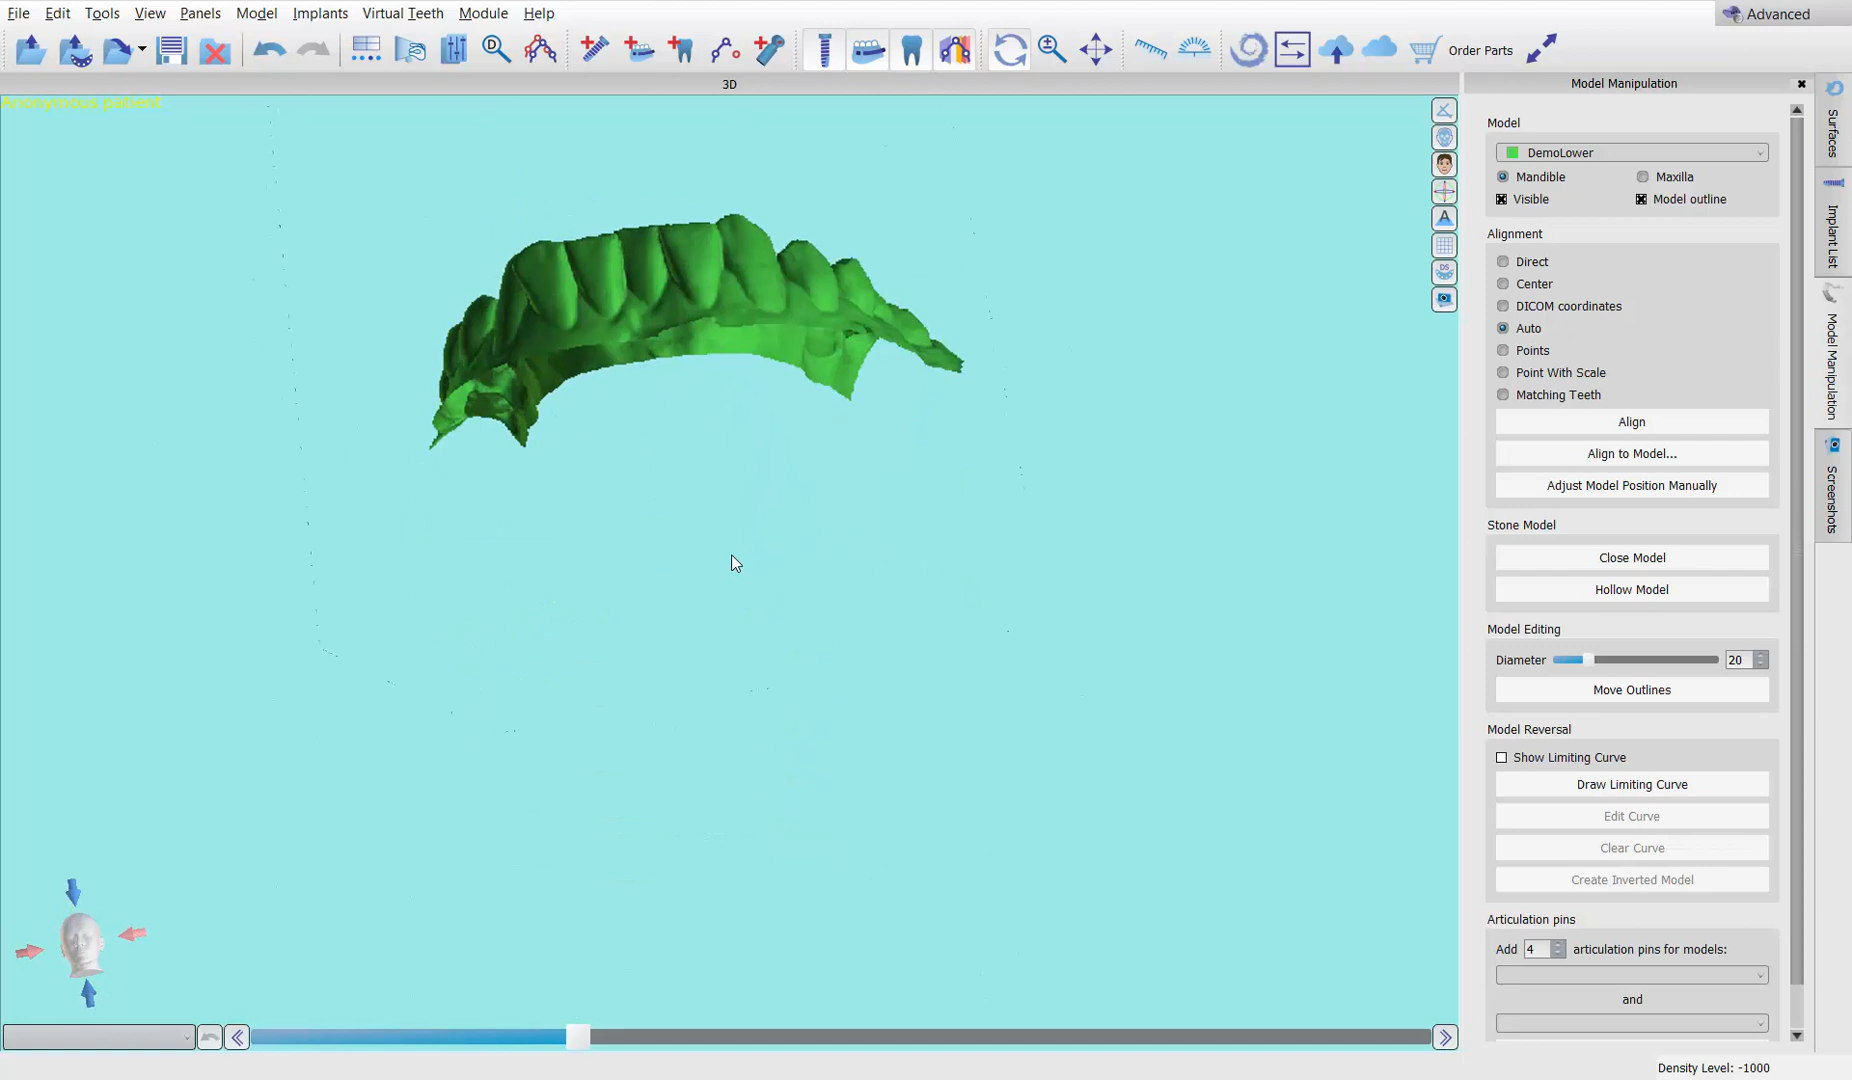 File Edit Tools View Panels Model Implants Virtual Teeth Module Help
Advanced
Order Parts
3D
Model Manipulation
Anonymous patient
Model
DemoLower
Mandible Maxilla
Visible Model outline
Alignment
Direct
Center
DICOM coordinates
Auto
Points
Point With Scale
Matching Teeth
Align
Align to Model...
Adjust Model Position Manually
Stone Model
Close Model
Hollow Model
Model Editing
Diameter 20
Move Outlines
Model Reversal
Show Limiting Curve
Draw Limiting Curve
Edit Curve
Clear Curve
Create Inverted Model
Articulation pins
Add 4 articulation pins for models:
and
Surfaces
Implant List
Model Manipulation
Screenshots
A
DS
D
Density Level: -1000